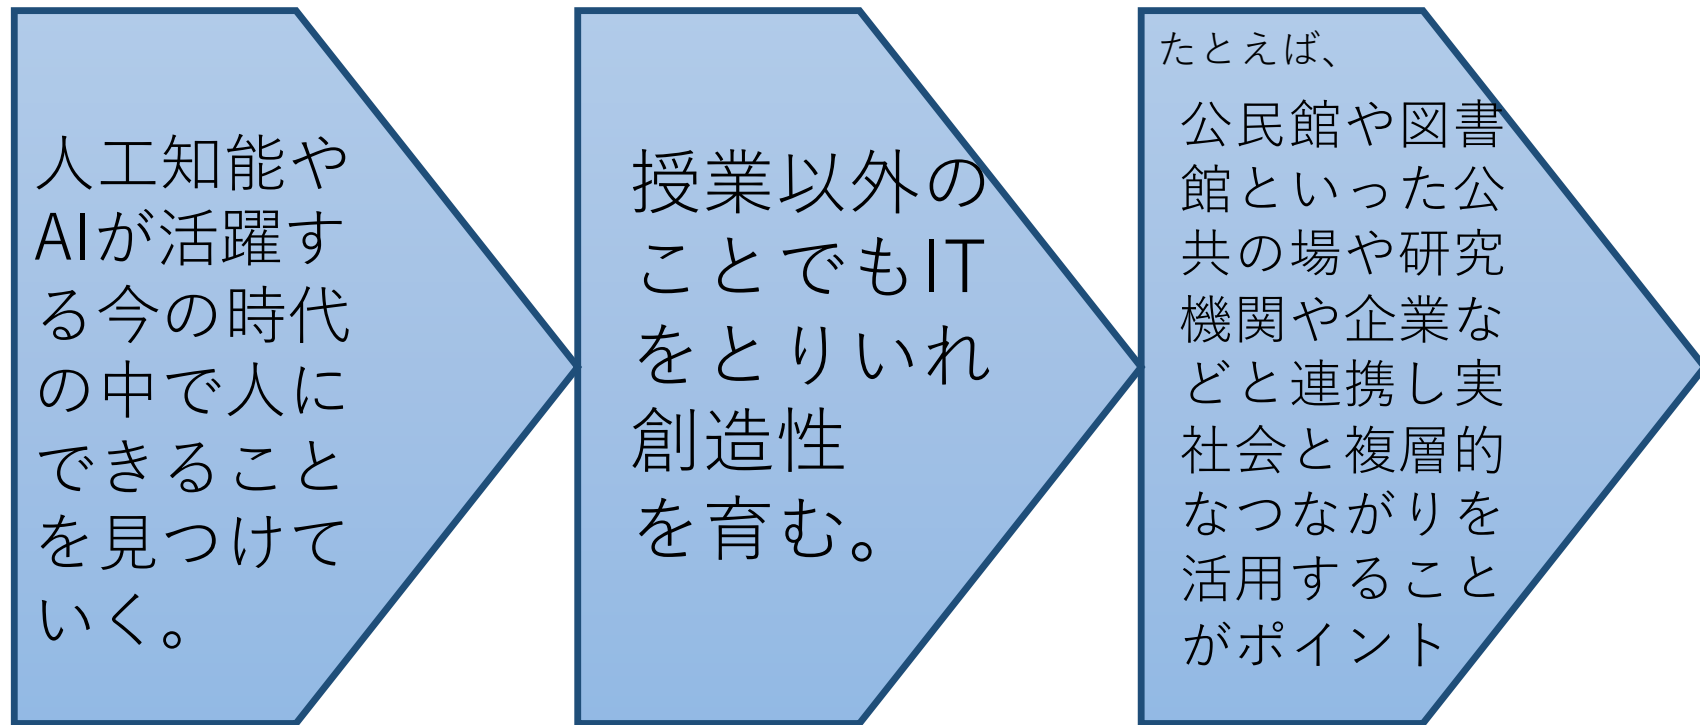 人工知能や
AIが活躍す
る今の時代
の中で人に
できること
を見つけて
いく。
授業以外の
ことでもIT
をとりいれ
創造性
を育む。
たとえば、
公民館や図書
館といった公
共の場や研究
機関や企業な
どと連携し実
社会と複層的
なつながりを
活用すること
がポイント